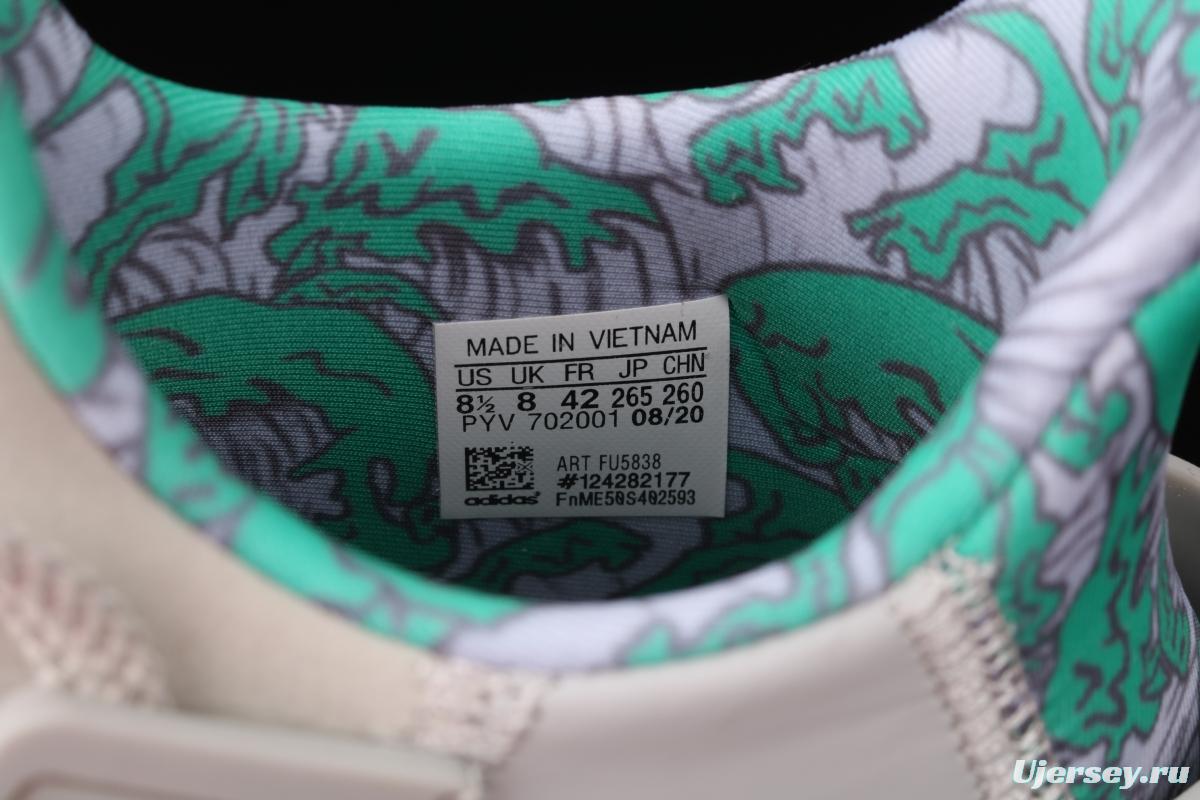 MADE IN VIETNAM
US UK FR JP CHN
8½ 8 42 265 260
PYV 702001 08/20
ART FU5838
#124282177
adidas FnME50S402593
Ujersey.ru